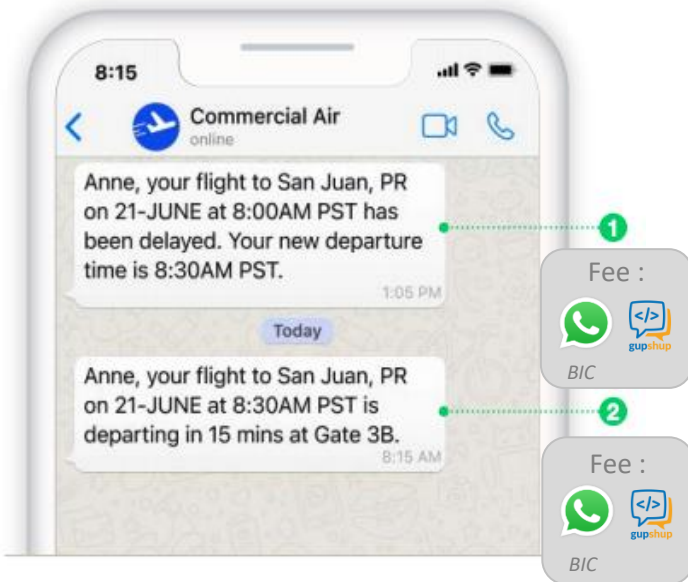 8:15
Commercial Air
online
Anne, your flight to San Juan, PR
on 21-JUNE at 8:00AM PST has
been delayed. Your new departure
time is 8:30AM PST.
1:05 PM
1
Fee :
</>
gupshup
BIC
Today
Anne, your flight to San Juan, PR
on 21-JUNE at 8:30AM PST is
departing in 15 mins at Gate 3B.
8:15 AM
2
Fee :
</>
gupshup
BIC